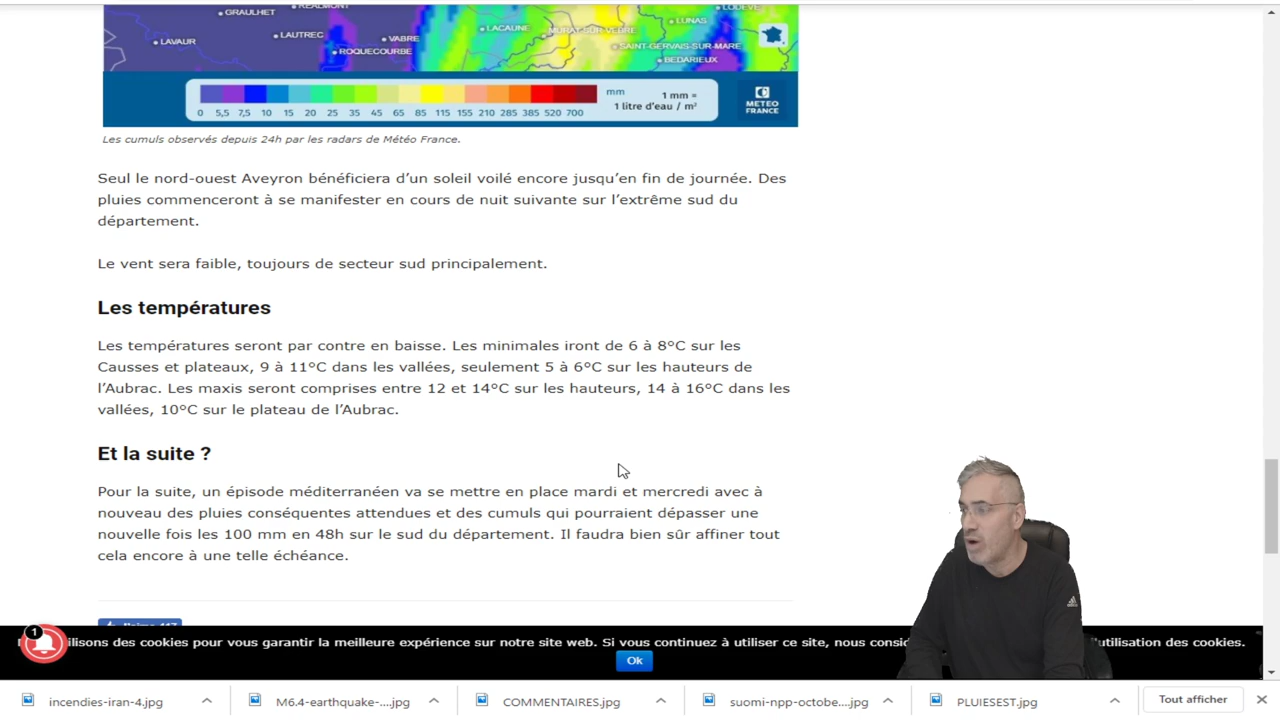 GRAULHET
REALMONT
LODEVE
LAVAUR
LAUTREC
VABRE
ROQUECOURBE
LACAUNE
MURAT-SUR-VEBRE
LUNAS
SAINT-GERVAIS-SUR-MARE
BEDARIEUX
mm
1 mm =
1 litre d'eau / m²
0 5,5 7,5 10 15 20 25 35 45 65 85 115 155 210 285 385 520 700
METEO
FRANCE
Les cumuls observés depuis 24h par les radars de Météo France.
Seul le nord-ouest Aveyron bénéficiera d'un soleil voilé encore jusqu'en fin de journée. Des
pluies commenceront à se manifester en cours de nuit suivante sur l'extrême sud du
département.
Le vent sera faible, toujours de secteur sud principalement.
Les températures
Les températures seront par contre en baisse. Les minimales iront de 6 à 8°C sur les
Causses et plateaux, 9 à 11°C dans les vallées, seulement 5 à 6°C sur les hauteurs de
l'Aubrac. Les maxis seront comprises entre 12 et 14°C sur les hauteurs, 14 à 16°C dans les
vallées, 10°C sur le plateau de l'Aubrac.
Et la suite ?
Pour la suite, un épisode méditerranéen va se mettre en place mardi et mercredi avec à
nouveau des pluies conséquentes attendues et des cumuls qui pourraient dépasser une
nouvelle fois les 100 mm en 48h sur le sud du département. Il faudra bien sûr affiner tout
cela encore à une telle échéance.
J'aime 417
1
ilisons des cookies pour vous garantir la meilleure expérience sur notre site web. Si vous continuez à utiliser ce site, nous consid l'utilisation des cookies.
Ok
incendies-iran-4.jpg
M6.4-earthquake-....jpg
COMMENTAIRES.jpg
suomi-npp-octobe....jpg
PLUIESEST.jpg
Tout afficher